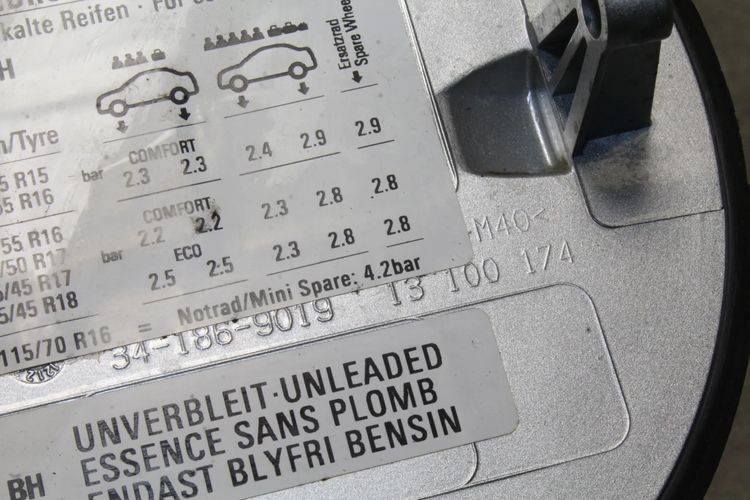 kalte Reifen · Für
H
Ersatzrad
Spare Wheel
/Tyre
COMFORT
5 R15 bar 2.3 2.3 2.4 2.9 2.9
R16
COMFORT
55 R16 2.2 2.2 2.3 2.8 2.8
/50 R17 bar ECO
/45 R17 2.5 2.5 2.3 2.8 2.8
5/45 R18
115/70 R16 = Notrad/Mini Spare: 4.2bar
M40<
34-186-9019 · 13 100 174
UNVERBLEIT·UNLEADED
ESSENCE SANS PLOMB
BH ENDAST BLYFRI BENSIN